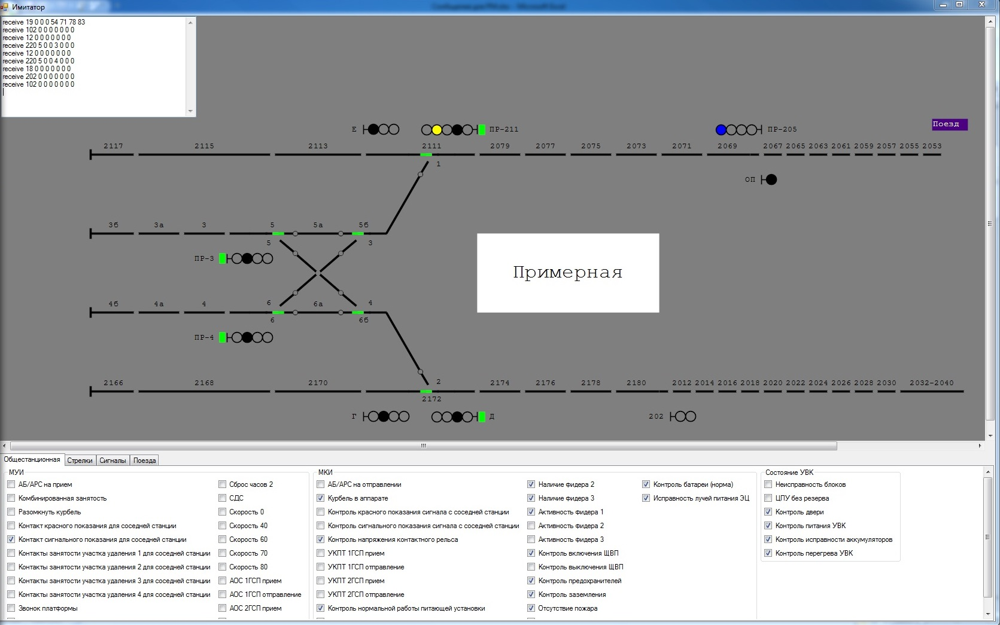 Имитатор
receive 19 0 0 0 54 71 78 83
receive 102 0 0 0 0 0 0 0
receive 12 0 0 0 0 0 0 0
receive 220 5 0 0 3 0 0 0
receive 12 0 0 0 0 0 0 0
receive 220 5 0 0 4 0 0 0
receive 18 0 0 0 0 0 0 0
receive 202 0 0 0 0 0 0 0
receive 102 0 0 0 0 0 0 0
Поезд
Е ПР-211 ПР-205
2117 2115 2113 2111 2079 2077 2075 2073 2071 2069 2067 2065 2063 2061 2059 2057 2055 2053
1
ОП
3б 3а 3 5 5а 5б
5 3
ПР-3
Примерная
4б 4а 4 6 6а 4
6 6б
ПР-4
2166 2168 2170 2 2174 2176 2178 2180 2012 2014 2016 2018 2020 2022 2024 2026 2028 2030 2032-2040
2172
Г Д 202
Общестанционная Стрелки Сигналы Поезда
МУИ
АБ/АРС на прием
Комбинированная занятость
Разомкнуть курбель
Контакт красного показания для соседней станции
Контакт сигнального показания для соседней станции
Контакты занятости участка удаления 1 для соседней станции
Контакты занятости участка удаления 2 для соседней станции
Контакты занятости участка удаления 3 для соседней станции
Контакты занятости участка удаления 4 для соседней станции
Звонок платформы
Сброс часов 2
СДС
Скорость 0
Скорость 40
Скорость 60
Скорость 70
Скорость 80
АОС 1ГСП прием
АОС 1ГСП отправление
АОС 2ГСП прием
МКИ
АБ/АРС на отправлении
Курбель в аппарате
Контроль красного показания сигнала с соседней станции
Контроль сигнального показания сигнала с соседней станции
Контроль напряжения контактного рельса
УКПТ 1ГСП прием
УКПТ 1ГСП отправление
УКПТ 2ГСП прием
УКПТ 2ГСП отправление
Контроль нормальной работы питающей установки
Наличие фидера 2
Наличие фидера 3
Активность фидера 1
Активность фидера 2
Активность фидера 3
Контроль включения ЩВП
Контроль выключения ЩВП
Контроль предохранителей
Контроль заземления
Отсутствие пожара
Контроль батареи (норма)
Исправность лучей питания ЭЦ
Состояние УВК
Неисправность блоков
ЦПУ без резерва
Контроль двери
Контроль питания УВК
Контроль исправности аккумуляторов
Контроль перегрева УВК